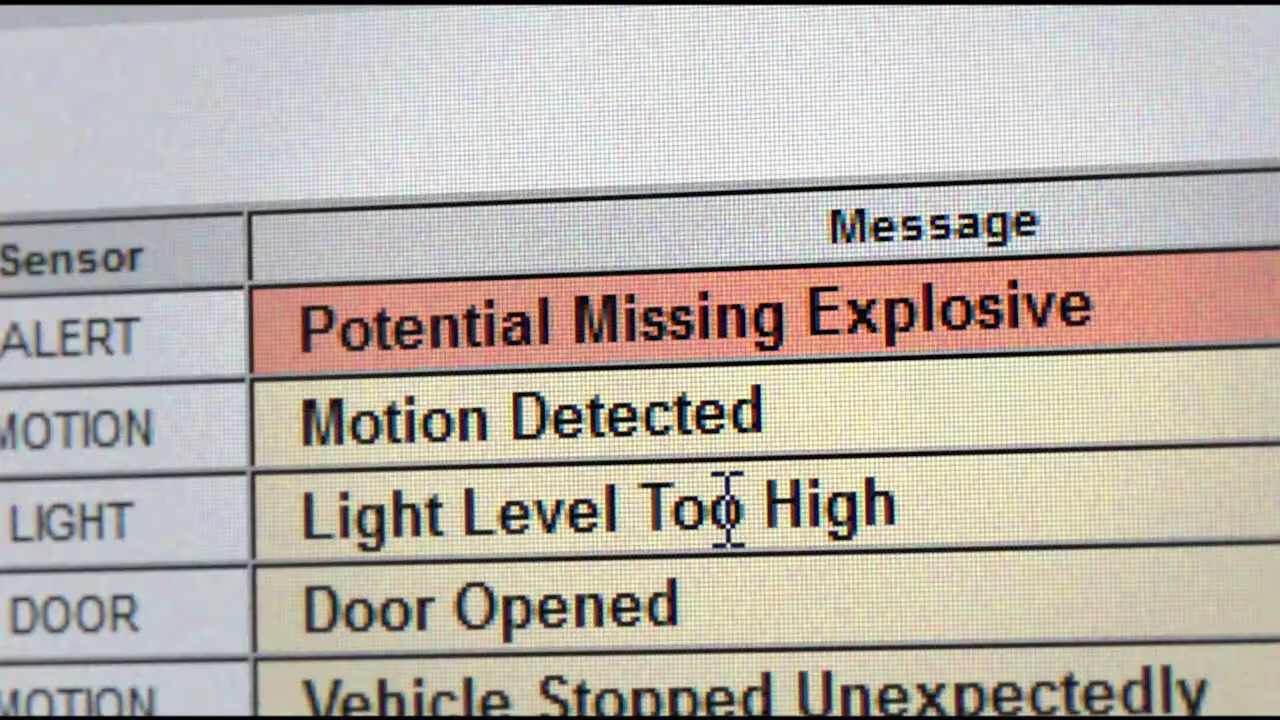 Sensor Message
ALERT Potential Missing Explosive
MOTION Motion Detected
LIGHT Light Level Too High
DOOR Door Opened
MOTION Vehicle Stopped Unexpectedly